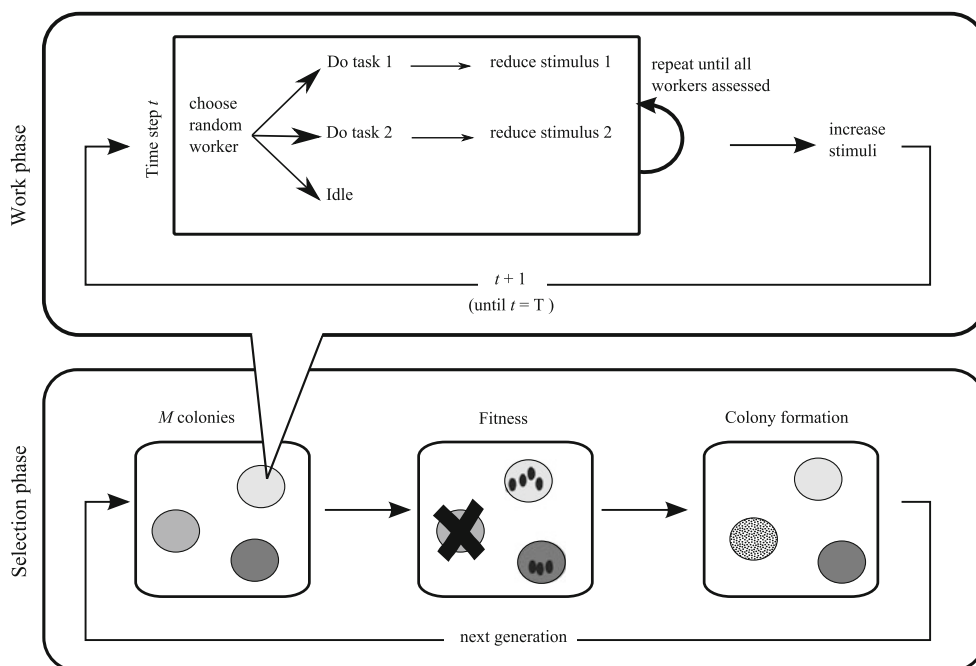 Work phase
Time step t
choose
random
worker
Do task 1
reduce stimulus 1
Do task 2
reduce stimulus 2
Idle
repeat until all
workers assessed
increase
stimuli
t + 1
(until t = T )
Selection phase
M colonies
Fitness
Colony formation
next generation